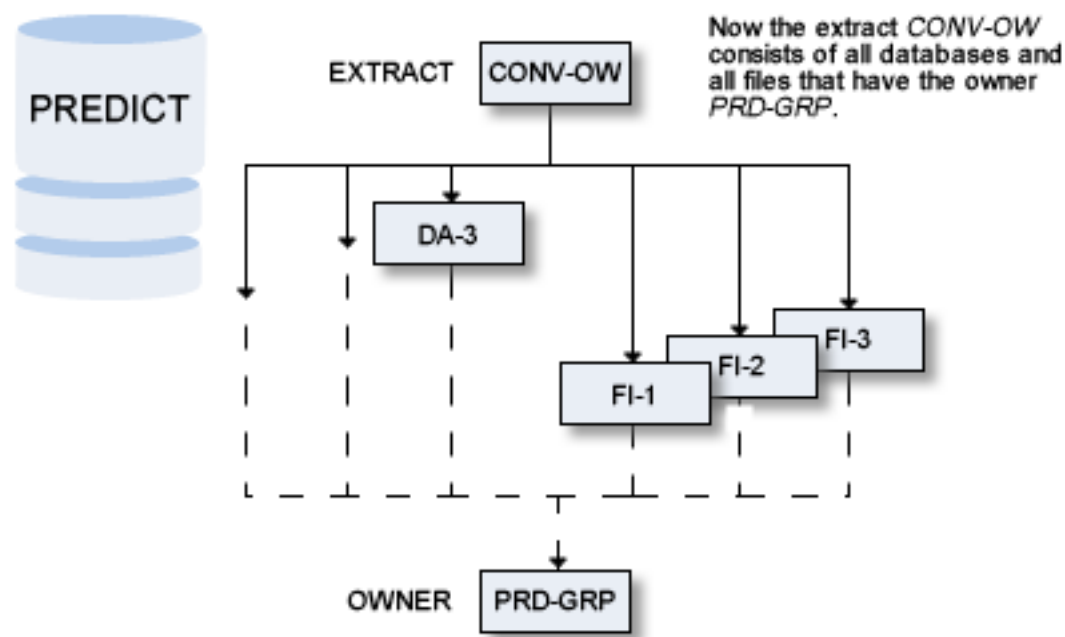 PREDICT
EXTRACT
CONV-OW
Now the extract CONV-OW
consists of all databases and
all files that have the owner
PRD-GRP.
DA-3
FI-3
FI-2
FI-1
OWNER
PRD-GRP